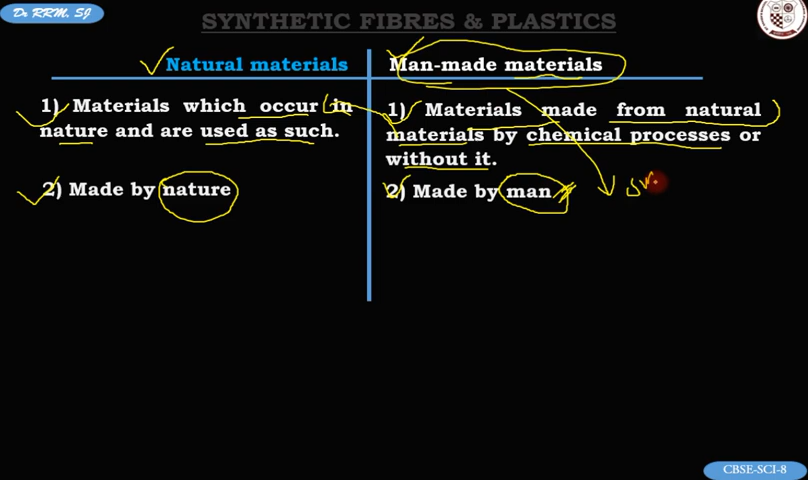 Dr RRM, SJ
SYNTHETIC FIBRES & PLASTICS
Natural materials
Man-made materials
1) Materials which occur in
nature and are used as such.
2) Made by nature
1) Materials made from natural
materials by chemical processes or
without it.
2) Made by man
CBSE-SCI-8